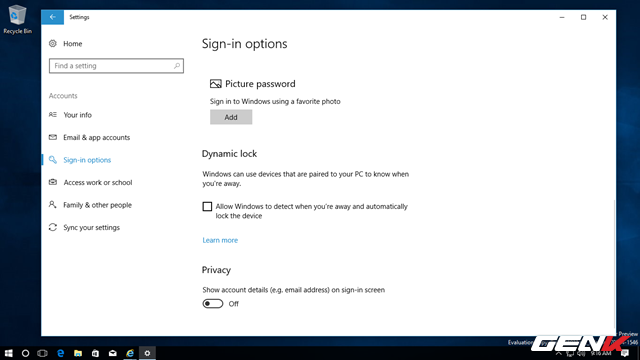 Settings
Recycle Bin
Home
Find a setting
Accounts
Your info
Email & app accounts
Sign-in options
Access work or school
Family & other people
Sync your settings
Sign-in options
Picture password
Sign in to Windows using a favorite photo
Add
Dynamic lock
Windows can use devices that are paired to your PC to know when
you're away.
Allow Windows to detect when you're away and automatically
lock the device
Learn more
Privacy
Show account details (e.g. email address) on sign-in screen
Off
Preview
Evaluation
-1546
9:16 AM
GENK